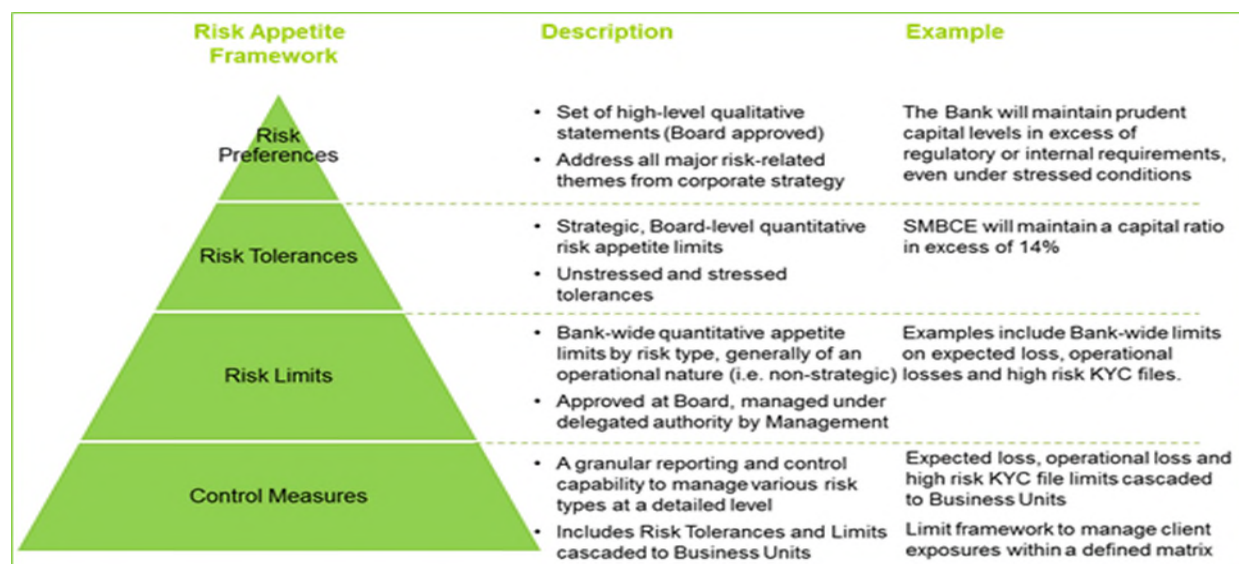 Risk Appetite
Framework
Description
Example
Risk
Preferences
• Set of high-level qualitative
statements (Board approved)
• Address all major risk-related
themes from corporate strategy
The Bank will maintain prudent
capital levels in excess of
regulatory or internal requirements,
even under stressed conditions
Risk Tolerances
• Strategic, Board-level quantitative
risk appetite limits
• Unstressed and stressed
tolerances
SMBCE will maintain a capital ratio
in excess of 14%
Risk Limits
• Bank-wide quantitative appetite
limits by risk type, generally of an
operational nature (i.e. non-strategic)
• Approved at Board, managed under
delegated authority by Management
Examples include Bank-wide limits
on expected loss, operational
losses and high risk KYC files.
Control Measures
• A granular reporting and control
capability to manage various risk
types at a detailed level
• Includes Risk Tolerances and Limits
cascaded to Business Units
Expected loss, operational loss and
high risk KYC file limits cascaded
to Business Units
Limit framework to manage client
exposures within a defined matrix